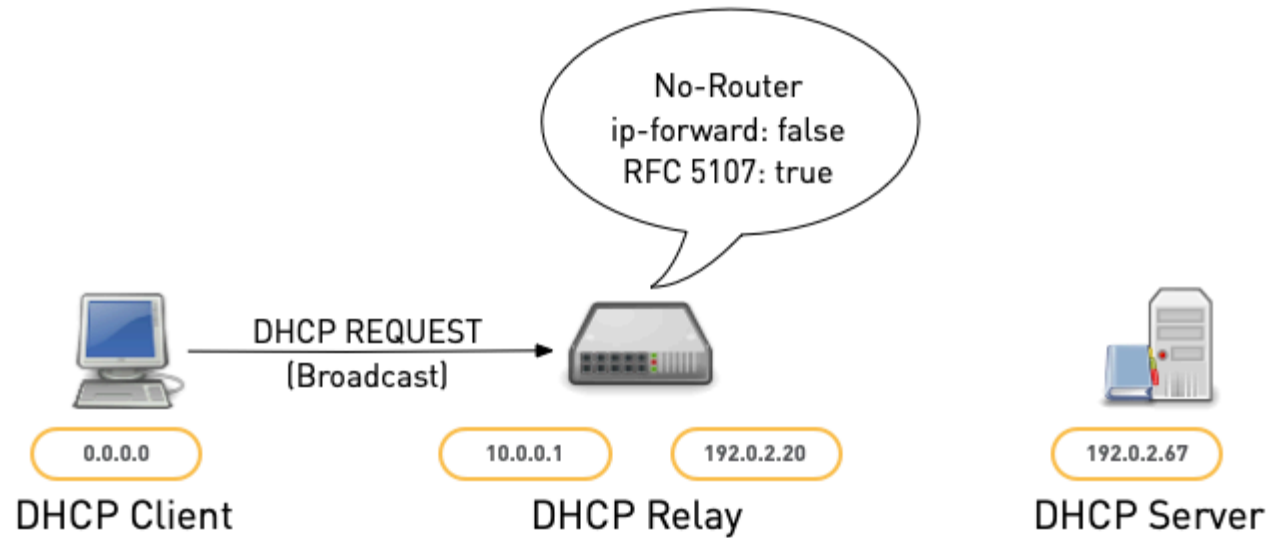 No-Router
ip-forward: false
RFC 5107: true
DHCP REQUEST
(Broadcast)
0.0.0.0
10.0.0.1
192.0.2.20
192.0.2.67
DHCP Client
DHCP Relay
DHCP Server